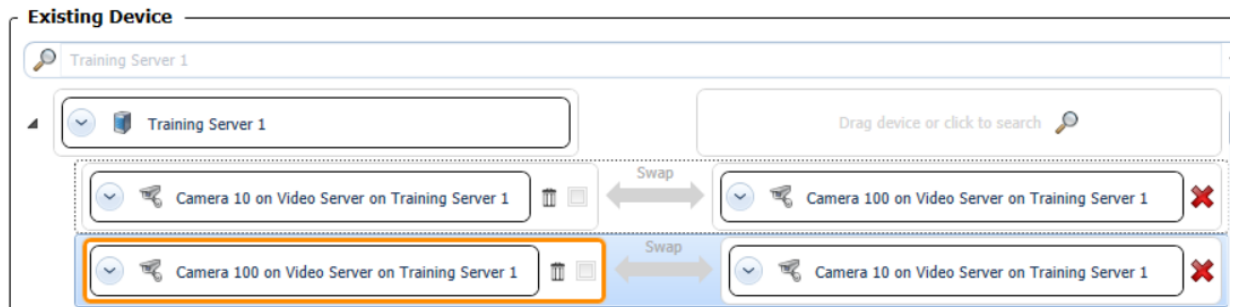 Existing Device
Training Server 1
Training Server 1
Drag device or click to search
Camera 10 on Video Server on Training Server 1
Swap
Camera 100 on Video Server on Training Server 1
Camera 100 on Video Server on Training Server 1
Swap
Camera 10 on Video Server on Training Server 1